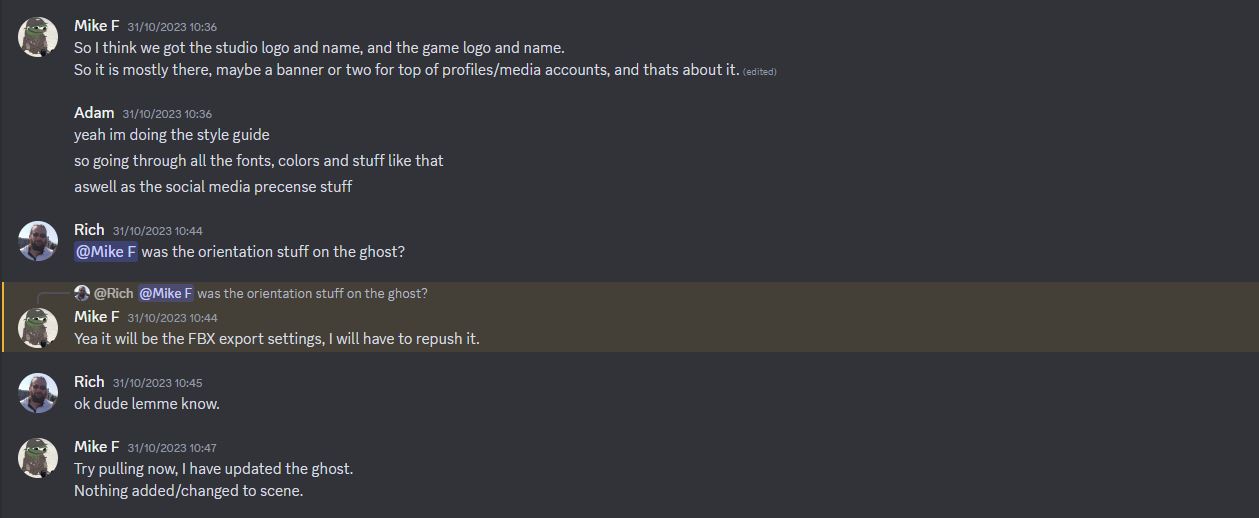 Mike F 31/10/2023 10:36
So I think we got the studio logo and name, and the game logo and name.
So it is mostly there, maybe a banner or two for top of profiles/media accounts, and thats about it. (edited)
Adam 31/10/2023 10:36
yeah im doing the style guide
so going through all the fonts, colors and stuff like that
aswell as the social media precense stuff
Rich 31/10/2023 10:44
@Mike F was the orientation stuff on the ghost?
@Rich @Mike F was the orientation stuff on the ghost?
Mike F 31/10/2023 10:44
Yea it will be the FBX export settings, I will have to repush it.
Rich 31/10/2023 10:45
ok dude lemme know.
Mike F 31/10/2023 10:47
Try pulling now, I have updated the ghost.
Nothing added/changed to scene.